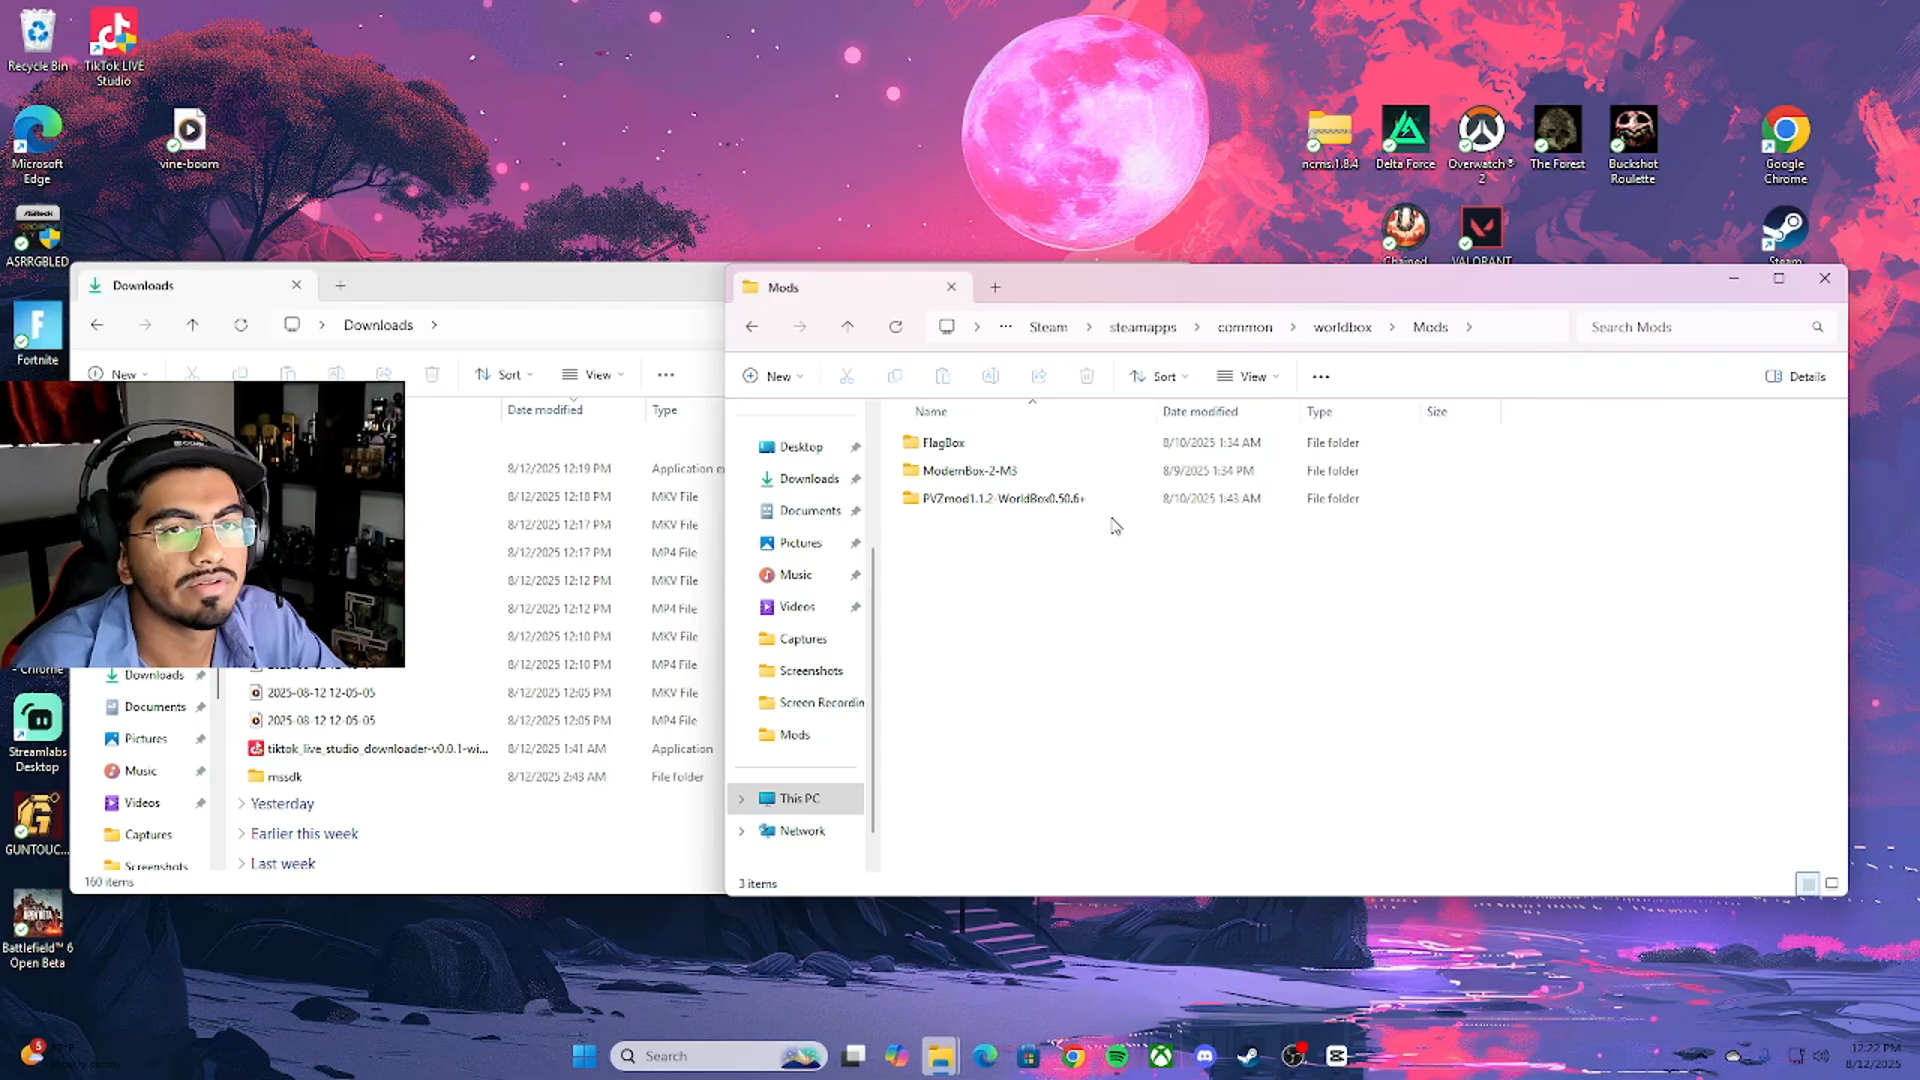 Recycle Bin
TikTok LIVE
Studio
Microsoft
Edge
vine-boom
ASRRGBLED
Fortnite
Streamlabs
Desktop
GUNTOUC...
Battlefield™ 6
Open Beta
ncms.1.8.4
Delta Force
Overwatch®
2
The Forest
Buckshot
Roulette
Google
Chrome
Chained
VALORANT
Steam
Downloads
Downloads
New
Sort
View
Date modified
Type
8/12/2025 12:19 PM
8/12/2025 12:18 PM MKV File
8/12/2025 12:17 PM MKV File
8/12/2025 12:17 PM MP4 File
8/12/2025 12:12 PM MKV File
8/12/2025 12:12 PM MP4 File
8/12/2025 12:10 PM MKV File
8/12/2025 12:10 PM MP4 File
2025-08-12 12-05-05 8/12/2025 12:05 PM MKV File
2025-08-12 12-05-05 8/12/2025 12:05 PM MP4 File
tiktok_live_studio_downloader-v0.0.1-wi... 8/12/2025 1:41 AM Application
mssdk 8/12/2025 2:43 AM File folder
Yesterday
Earlier this week
Last week
Downloads
Documents
Pictures
Music
Videos
Captures
Screenshots
160 items
Mods
... Steam steamapps common worldbox Mods
Search Mods
New
Sort
View
Details
Name Date modified Type Size
FlagBox 8/10/2025 1:34 AM File folder
ModernBox-2-M3 8/9/2025 1:34 PM File folder
PVZmod1.1.2-WorldBox0.50.6+ 8/10/2025 1:43 AM File folder
Desktop
Downloads
Documents
Pictures
Music
Videos
Captures
Screenshots
Screen Recordin
Mods
This PC
Network
3 items
5
Search
12:22 PM
8/12/2025